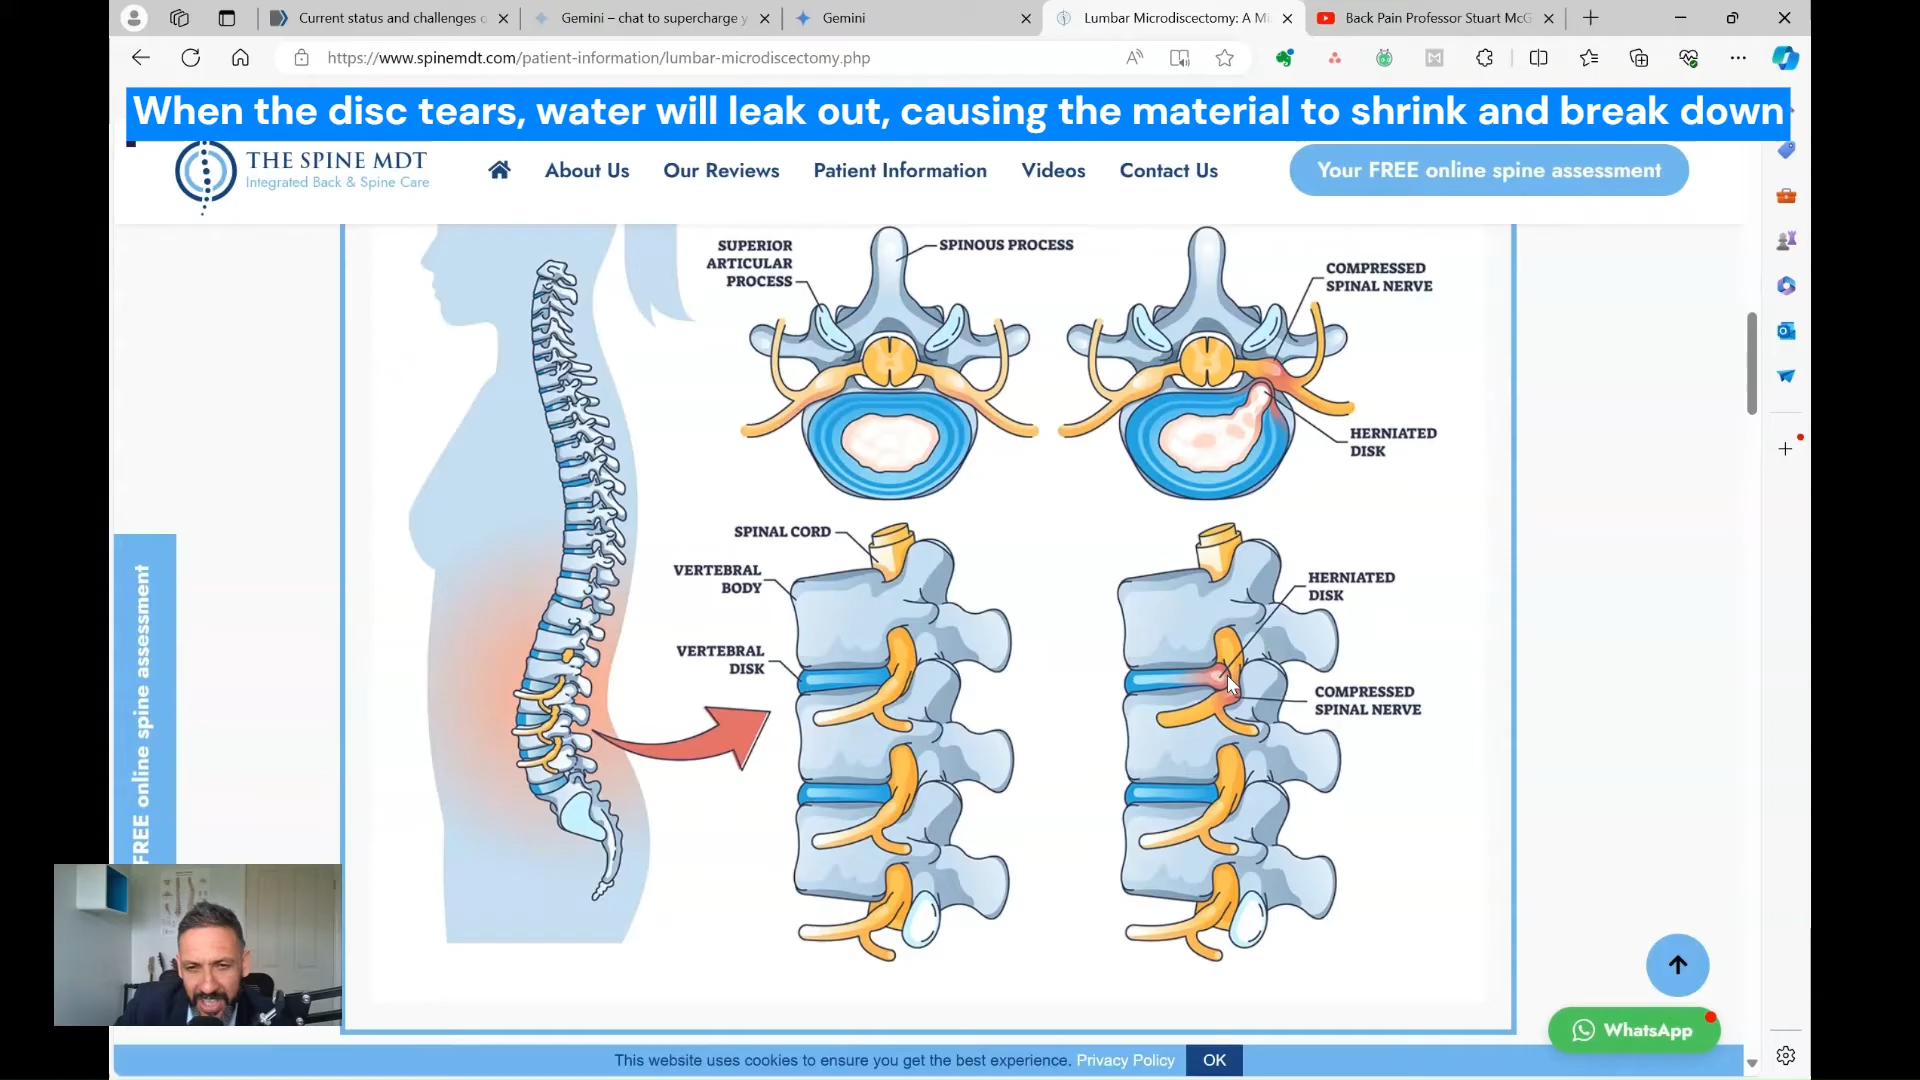 Current status and challenges o
Gemini – chat to supercharge y
Gemini
Lumbar Microdiscectomy: A Mi
Back Pain Professor Stuart McG
https://www.spinemdt.com/patient-information/lumbar-microdiscectomy.php
When the disc tears, water will leak out, causing the material to shrink and break down
THE SPINE MDT
Integrated Back & Spine Care
About Us
Our Reviews
Patient Information
Videos
Contact Us
Your FREE online spine assessment
SUPERIOR
ARTICULAR
PROCESS
SPINOUS PROCESS
COMPRESSED
SPINAL NERVE
HERNIATED
DISK
SPINAL CORD
VERTEBRAL
BODY
VERTEBRAL
DISK
HERNIATED
DISK
COMPRESSED
SPINAL NERVE
FREE online spine assessment
WhatsApp
This website uses cookies to ensure you get the best experience. Privacy Policy
OK